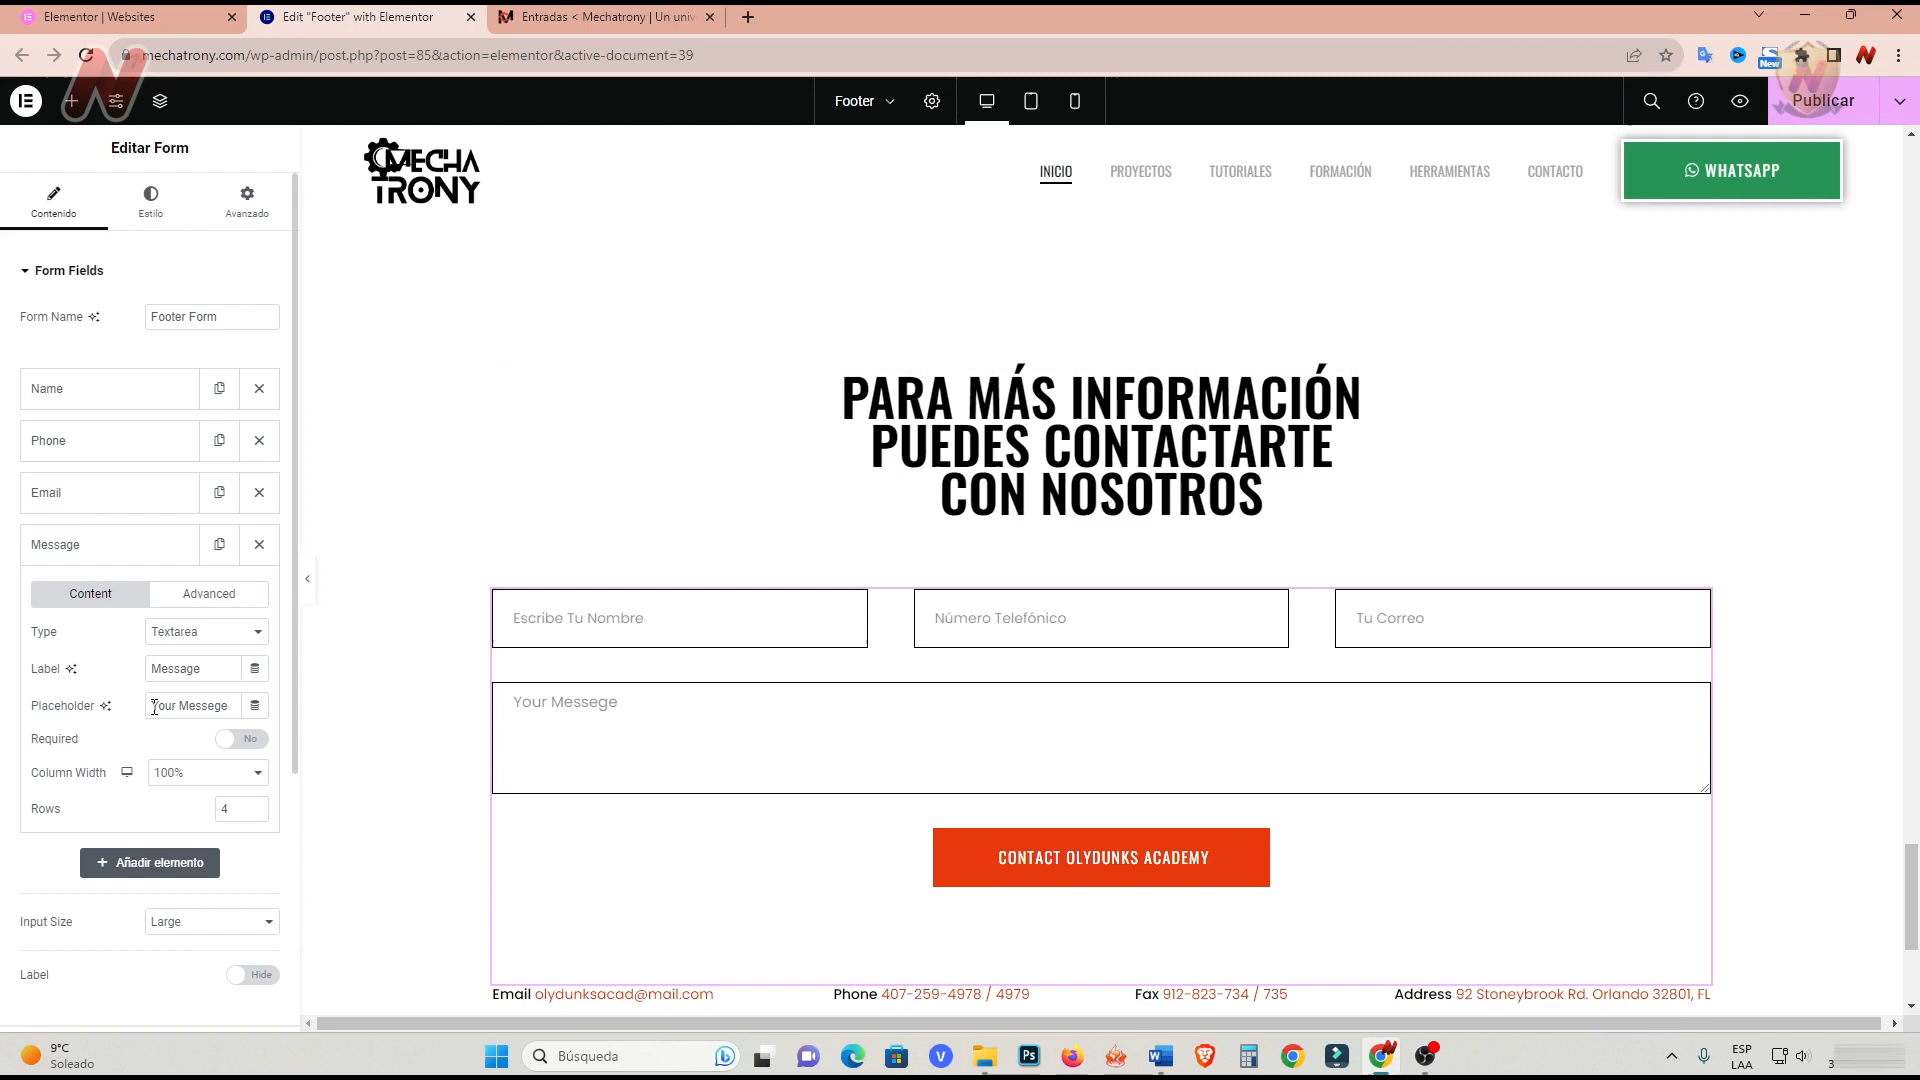 Elementor | Websites
Edit "Footer" with Elementor
Entradas < Mechatrony | Un univ
mechatrony.com/wp-admin/post.php?post=85&action=elementor&active-document=39
New
Footer
Publicar
Editar Form
Contenido
Estilo
Avanzado
Form Fields
Form Name
Footer Form
Name
Phone
Email
Message
Content
Advanced
Type
Textarea
Label
Message
Placeholder
Your Messege
Required
No
Column Width
100%
Rows
4
Añadir elemento
Input Size
Large
Label
Hide
MECHA
TRONY
INICIO
PROYECTOS
TUTORIALES
FORMACIÓN
HERRAMIENTAS
CONTACTO
WHATSAPP
PARA MÁS INFORMACIÓN
PUEDES CONTACTARTE
CON NOSOTROS
Escribe Tu Nombre
Número Telefónico
Tu Correo
Your Messege
CONTACT OLYDUNKS ACADEMY
Email olydunksacad@mail.com
Phone 407-259-4978 / 4979
Fax 912-823-734 / 735
Address 92 Stoneybrook Rd. Orlando 32801, FL
9°C
Soleado
Búsqueda
Ps
ESP
LAA
3